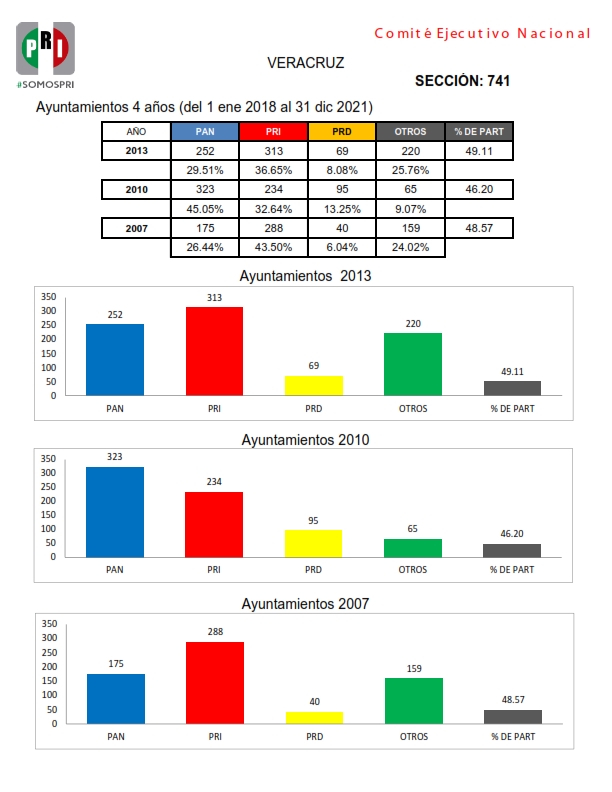 Comité Ejecutivo Nacional
PRI
#SOMOSPRI
VERACRUZ
SECCIÓN: 741
Ayuntamientos 4 años (del 1 ene 2018 al 31 dic 2021)
AÑO PAN PRI PRD OTROS % DE PART
2013 252 313 69 220 49.11
29.51% 36.65% 8.08% 25.76%
2010 323 234 95 65 46.20
45.05% 32.64% 13.25% 9.07%
2007 175 288 40 159 48.57
26.44% 43.50% 6.04% 24.02%
Ayuntamientos 2013
350
300
250
200
150
100
50
0
252 313 69 220 49.11
PAN PRI PRD OTROS % DE PART
Ayuntamientos 2010
350
300
250
200
150
100
50
0
323 234 95 65 46.20
PAN PRI PRD OTROS % DE PART
Ayuntamientos 2007
350
300
250
200
150
100
50
0
175 288 40 159 48.57
PAN PRI PRD OTROS % DE PART